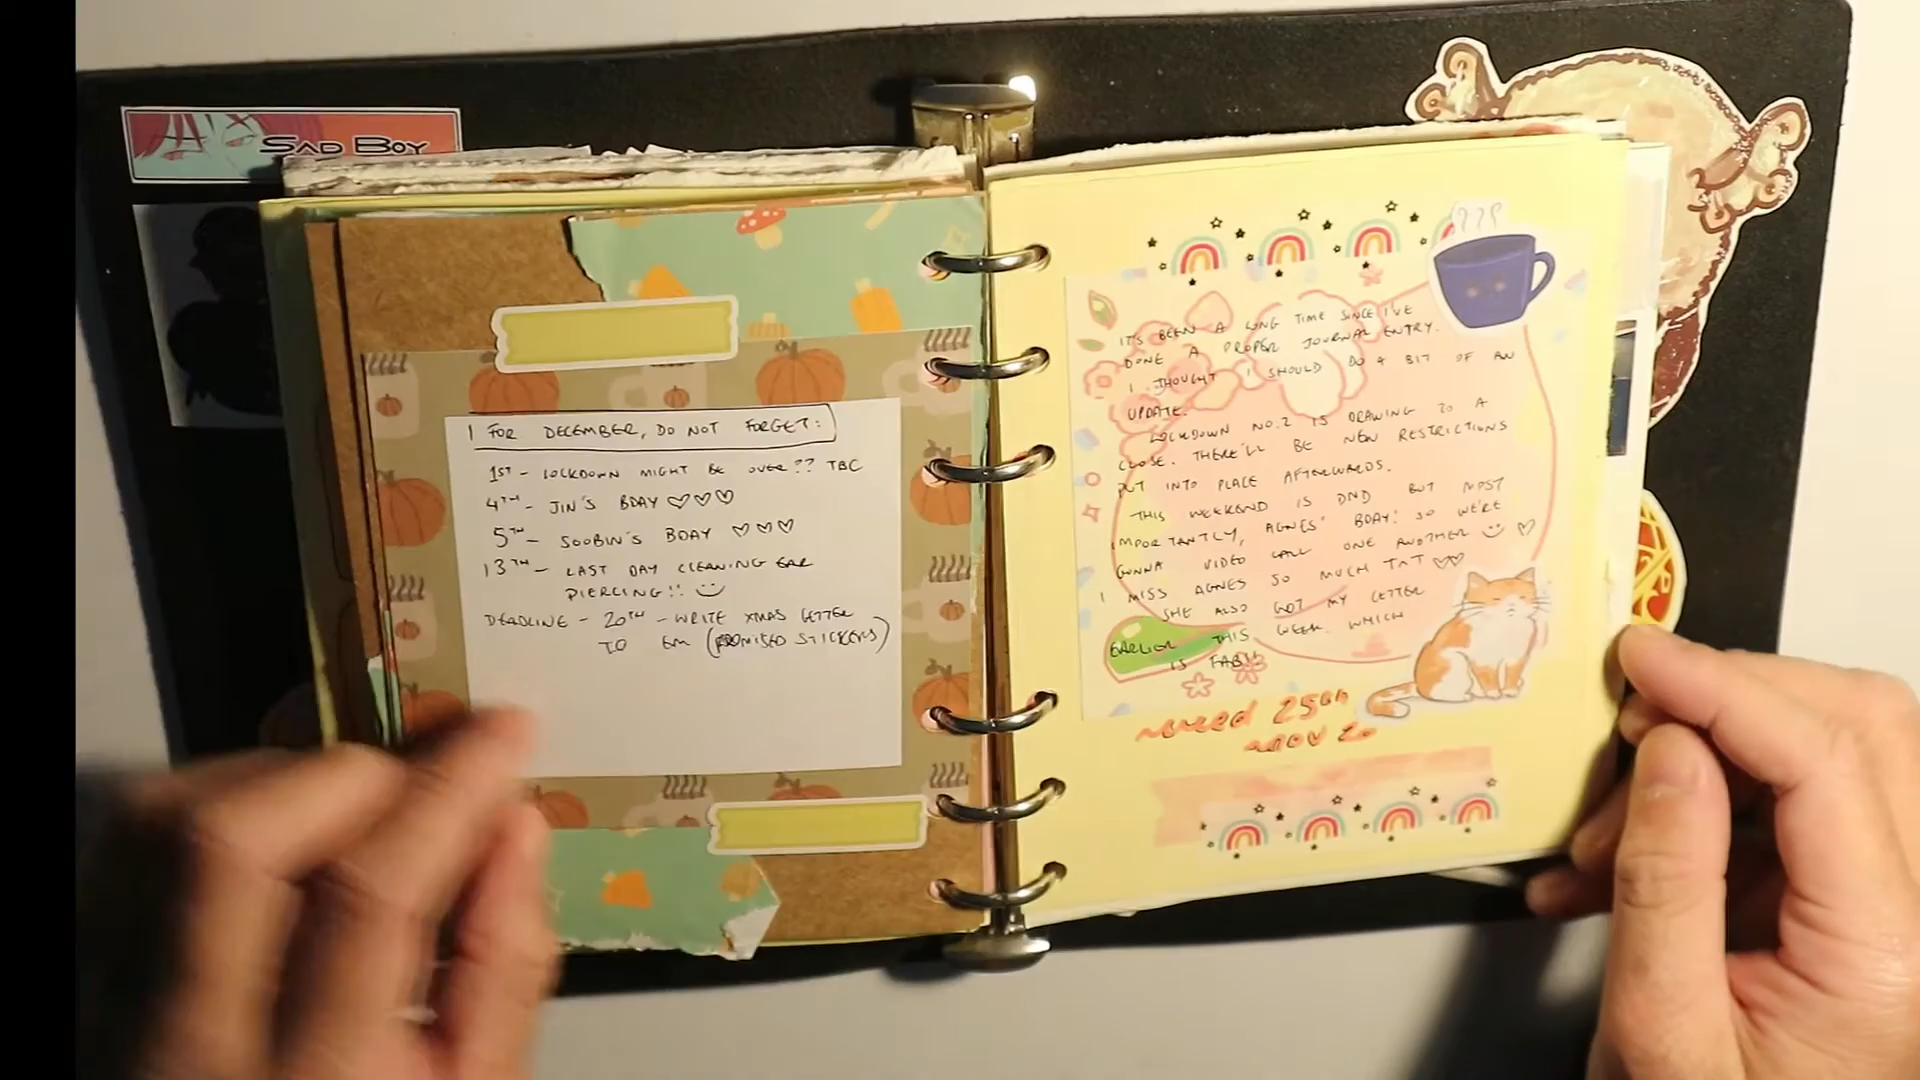 SAD BOY
FOR DECEMBER, DO NOT FORGET:
1ST - LOCKDOWN MIGHT BE OVER?? TBC
4TH - JIN'S BDAY ♡♡♡
5TH - SOOBIN'S BDAY ♡♡♡
13TH - LAST DAY CLEANING EAR
PIERCING!! :)
DEADLINE - 20TH - WRITE XMAS LETTER
TO EM (PROMISED STICKERS)
IT'S BEEN A LONG TIME SINCE I'VE
DONE A PROPER JOURNAL ENTRY.
I THOUGHT I SHOULD DO A BIT OF AN
UPDATE.
LOCKDOWN NO.2 IS DRAWING TO A
CLOSE. THERE'LL BE NEW RESTRICTIONS
PUT INTO PLACE AFTERWARDS.
THIS WEEKEND IS DND BUT MOST
IMPORTANTLY, AGNES' BDAY! SO WE'RE
GONNA VIDEO CALL ONE ANOTHER :) ♡
I MISS AGNES SO MUCH TNT ♡♡
SHE ALSO GOT MY LETTER
EARLIER THIS WEEK WHICH
IS FAB!!
~wed 25th
~nov 20